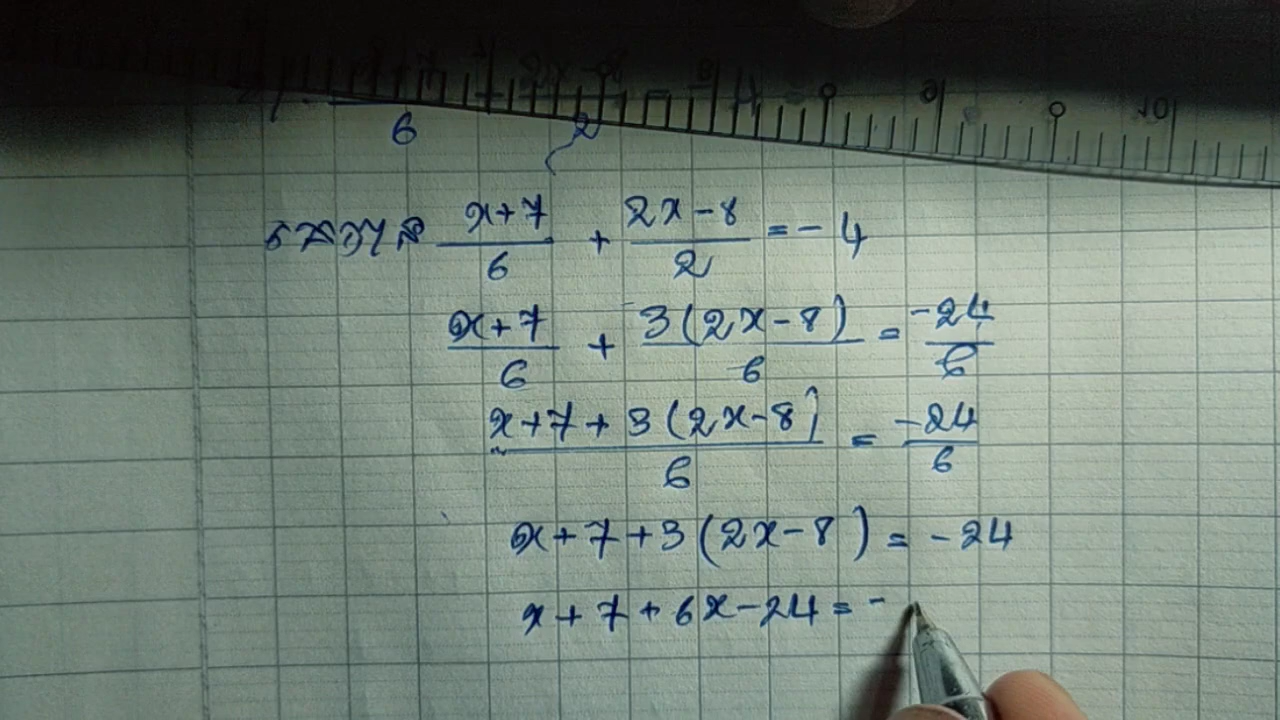 6 2
x+7/6 + 2x-8/2 = -4
x+7/6 + 3(2x-8)/6 = -24/6
x+7+3(2x-8)/6 = -24/6
x+7+3(2x-8) = -24
x+7+6x-24 = -